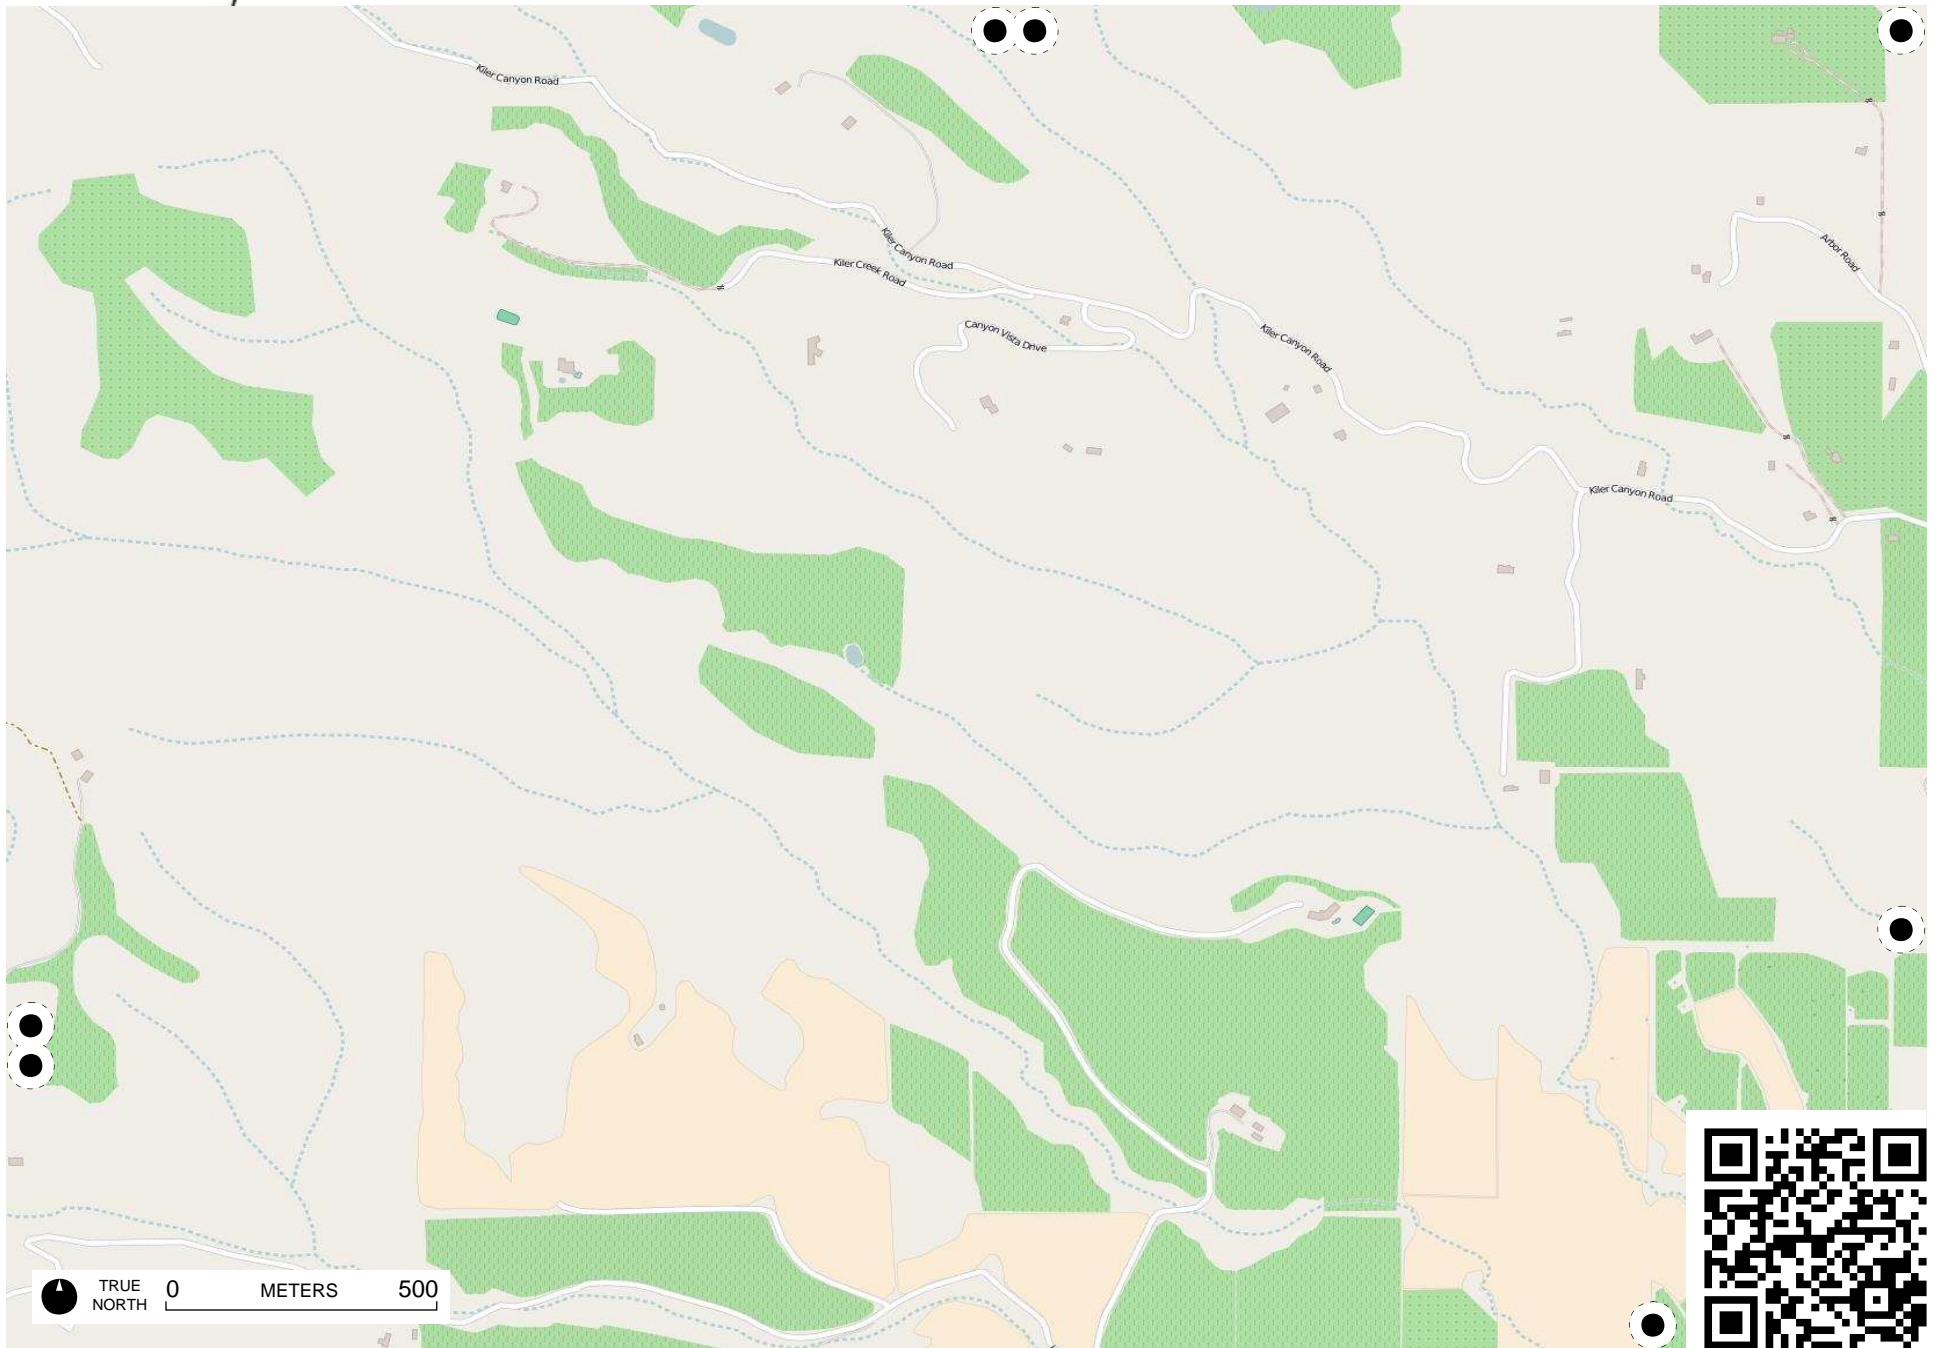 Kiler Canyon Road
Kiler Canyon Road
Arbor Road
Kiler Creek Road
Canyon Vista Drive
Kiler Canyon Road
Kiler Canyon Road
TRUE
NORTH
0
METERS
500